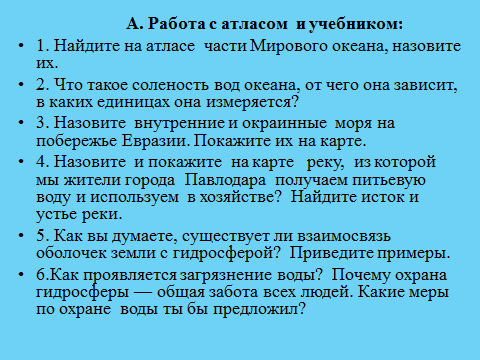 А. Работа с атласом и учебником:
• 1. Найдите на атласе части Мирового океана, назовите
их.
• 2. Что такое соленость вод океана, от чего она зависит,
в каких единицах она измеряется?
• 3. Назовите внутренние и окраинные моря на
побережье Евразии. Покажите их на карте.
• 4. Назовите и покажите на карте реку, из которой
мы жители города Павлодара получаем питьевую
воду и используем в хозяйстве? Найдите исток и
устье реки.
• 5. Как вы думаете, существует ли взаимосвязь
оболочек земли с гидросферой? Приведите примеры.
• 6.Как проявляется загрязнение воды? Почему охрана
гидросферы — общая забота всех людей. Какие меры
по охране воды ты бы предложил?